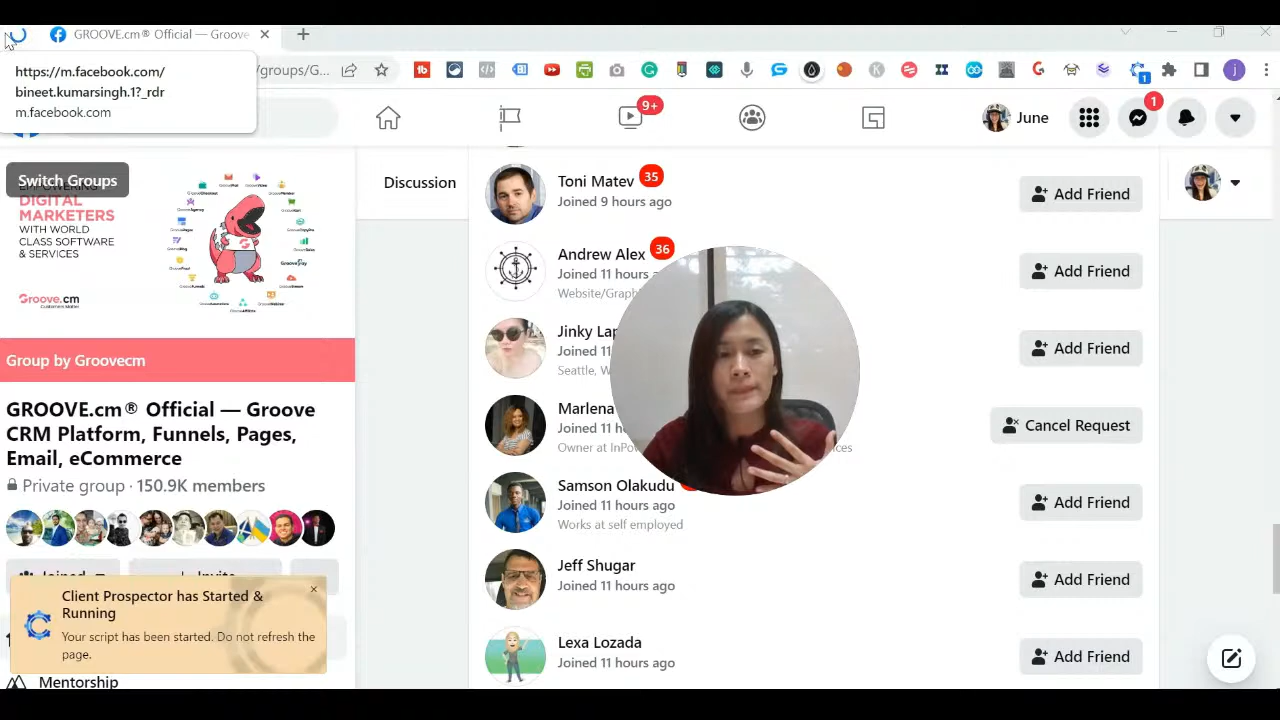 GROOVE.cm® Official — Groove
https://m.facebook.com/
bineet.kumarsingh.1?_rdr
m.facebook.com
/groups/G...
1
j
9+
June
1
Switch Groups
DIGITAL
MARKETERS
WITH WORLD
CLASS SOFTWARE
& SERVICES
Groove.cm
Group by Groovecm
GROOVE.cm® Official — Groove
CRM Platform, Funnels, Pages,
Email, eCommerce
Private group · 150.9K members
Joined
Invite
Client Prospector has Started &
Running
Your script has been started. Do not refresh the
page.
Mentorship
Discussion
Toni Matev 35
Joined 9 hours ago
Add Friend
Andrew Alex 36
Joined 11 hours
Add Friend
Jinky
Joined 11
Seattle,
Add Friend
Marlena
Joined 11
Owner at
Cancel Request
Samson Olakudu
Joined 11 hours ago
Works at self employed
Add Friend
Jeff Shugar
Joined 11 hours ago
Add Friend
Lexa Lozada
Joined 11 hours ago
Add Friend